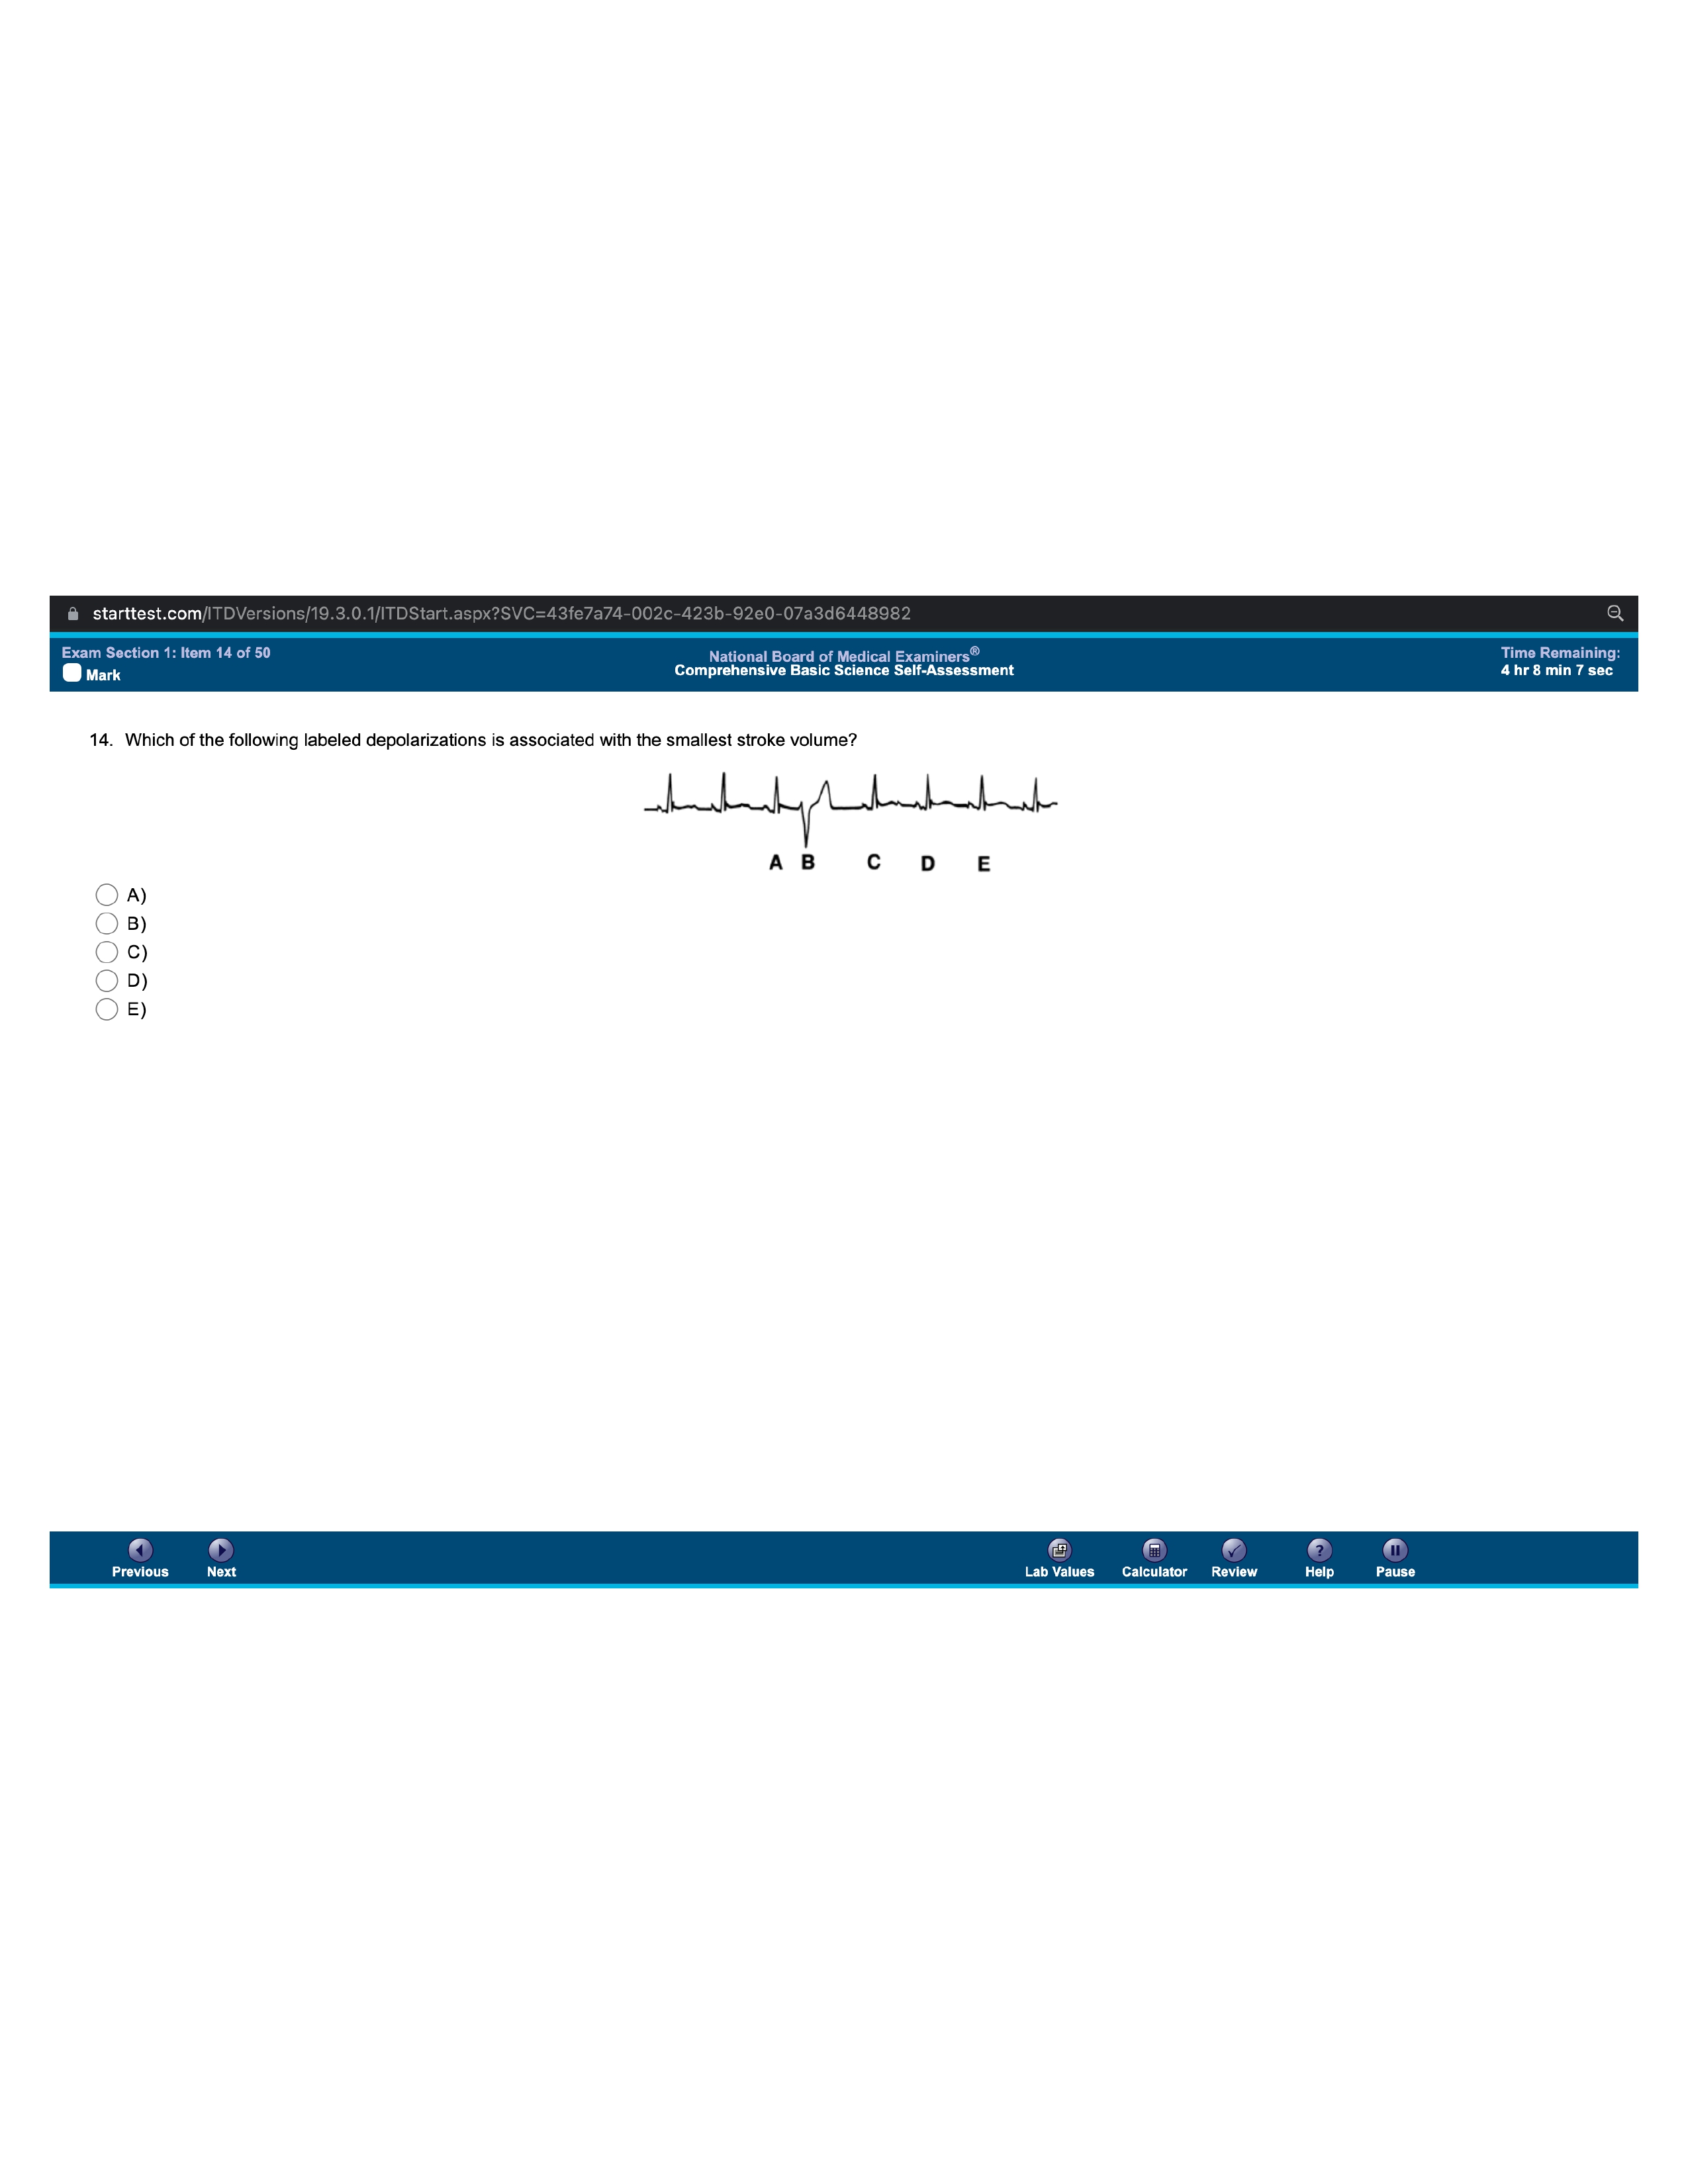 starttest.com/ITDVersions/19.3.0.1/ITDStart.aspx?SVC=43fe7a74-002c-423b-92e0-07a3d6448982
Exam Section 1: Item 14 of 50
Mark
National Board of Medical Examiners®
Comprehensive Basic Science Self-Assessment
Time Remaining:
4 hr 8 min 7 sec
14. Which of the following labeled depolarizations is associated with the smallest stroke volume?
A B C D E
A)
B)
C)
D)
E)
Previous Next Lab Values Calculator Review Help Pause